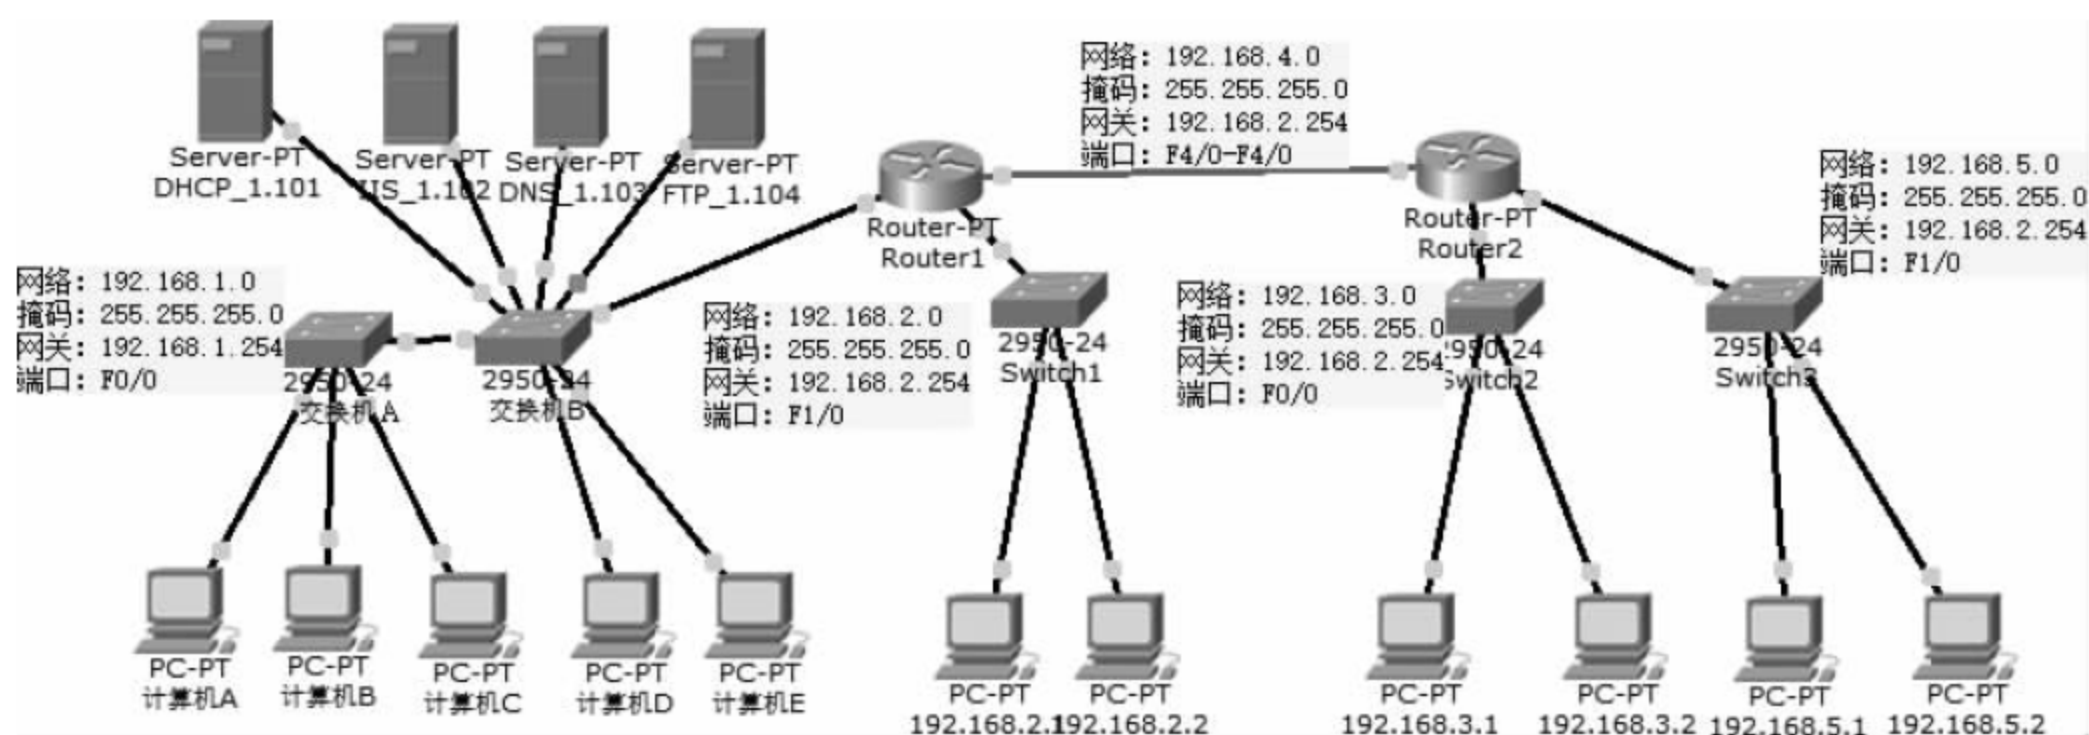 Server-PT
DHCP_1.101
Server-PT
IIS_1.102
Server-PT
DNS_1.103
Server-PT
FTP_1.104
网络: 192.168.4.0
掩码: 255.255.255.0
网关: 192.168.2.254
端口: F4/0-F4/0
Router-PT
Router1
Router-PT
Router2
网络: 192.168.5.0
掩码: 255.255.255.0
网关: 192.168.2.254
端口: F1/0
网络: 192.168.1.0
掩码: 255.255.255.0
网关: 192.168.1.254
端口: F0/0
2950-24
交换机A
2950-24
交换机B
网络: 192.168.2.0
掩码: 255.255.255.0
网关: 192.168.2.254
端口: F1/0
2950-24
Switch1
网络: 192.168.3.0
掩码: 255.255.255.0
网关: 192.168.2.254
端口: F0/0
2950-24
Switch2
2950-24
Switch3
PC-PT
计算机A
PC-PT
计算机B
PC-PT
计算机C
PC-PT
计算机D
PC-PT
计算机E
PC-PT
192.168.2.1
PC-PT
192.168.2.2
PC-PT
192.168.3.1
PC-PT
192.168.3.2
PC-PT
192.168.5.1
PC-PT
192.168.5.2